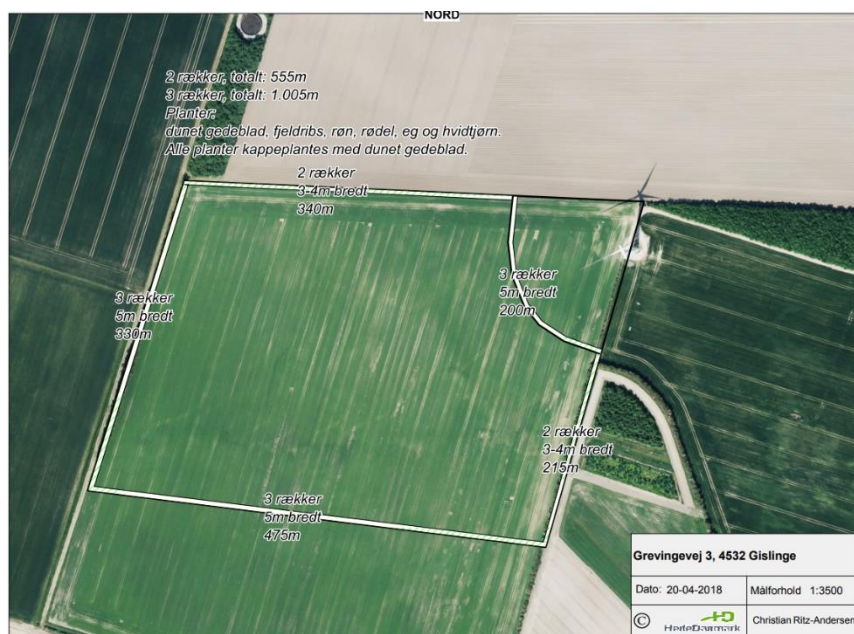 NORD
2 rækker, totalt: 555m
3 rækker, totalt: 1.005m
Planter:
dunet gedeblad, fjeldribs, røn, rødel, eg og hvidtjørn.
Alle planter kappeplantes med dunet gedeblad.
2 rækker
3-4m bredt
340m
3 rækker
5m bredt
200m
3 rækker
5m bredt
330m
2 rækker
3-4m bredt
215m
3 rækker
5m bredt
475m
Grevingevej 3, 4532 Gislinge
Dato: 20-04-2018
Målforhold 1:3500
© HedeDanmark
Christian Ritz-Andersen